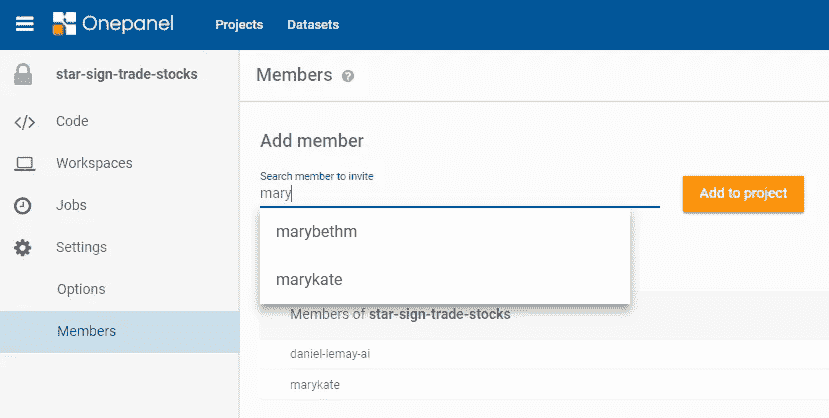 Onepanel
Projects
Datasets
star-sign-trade-stocks
Code
Workspaces
Jobs
Settings
Options
Members
Members ?
Add member
Search member to invite
mary
Add to project
marybethm
marykate
Members of star-sign-trade-stocks
daniel-lemay-ai
marykate